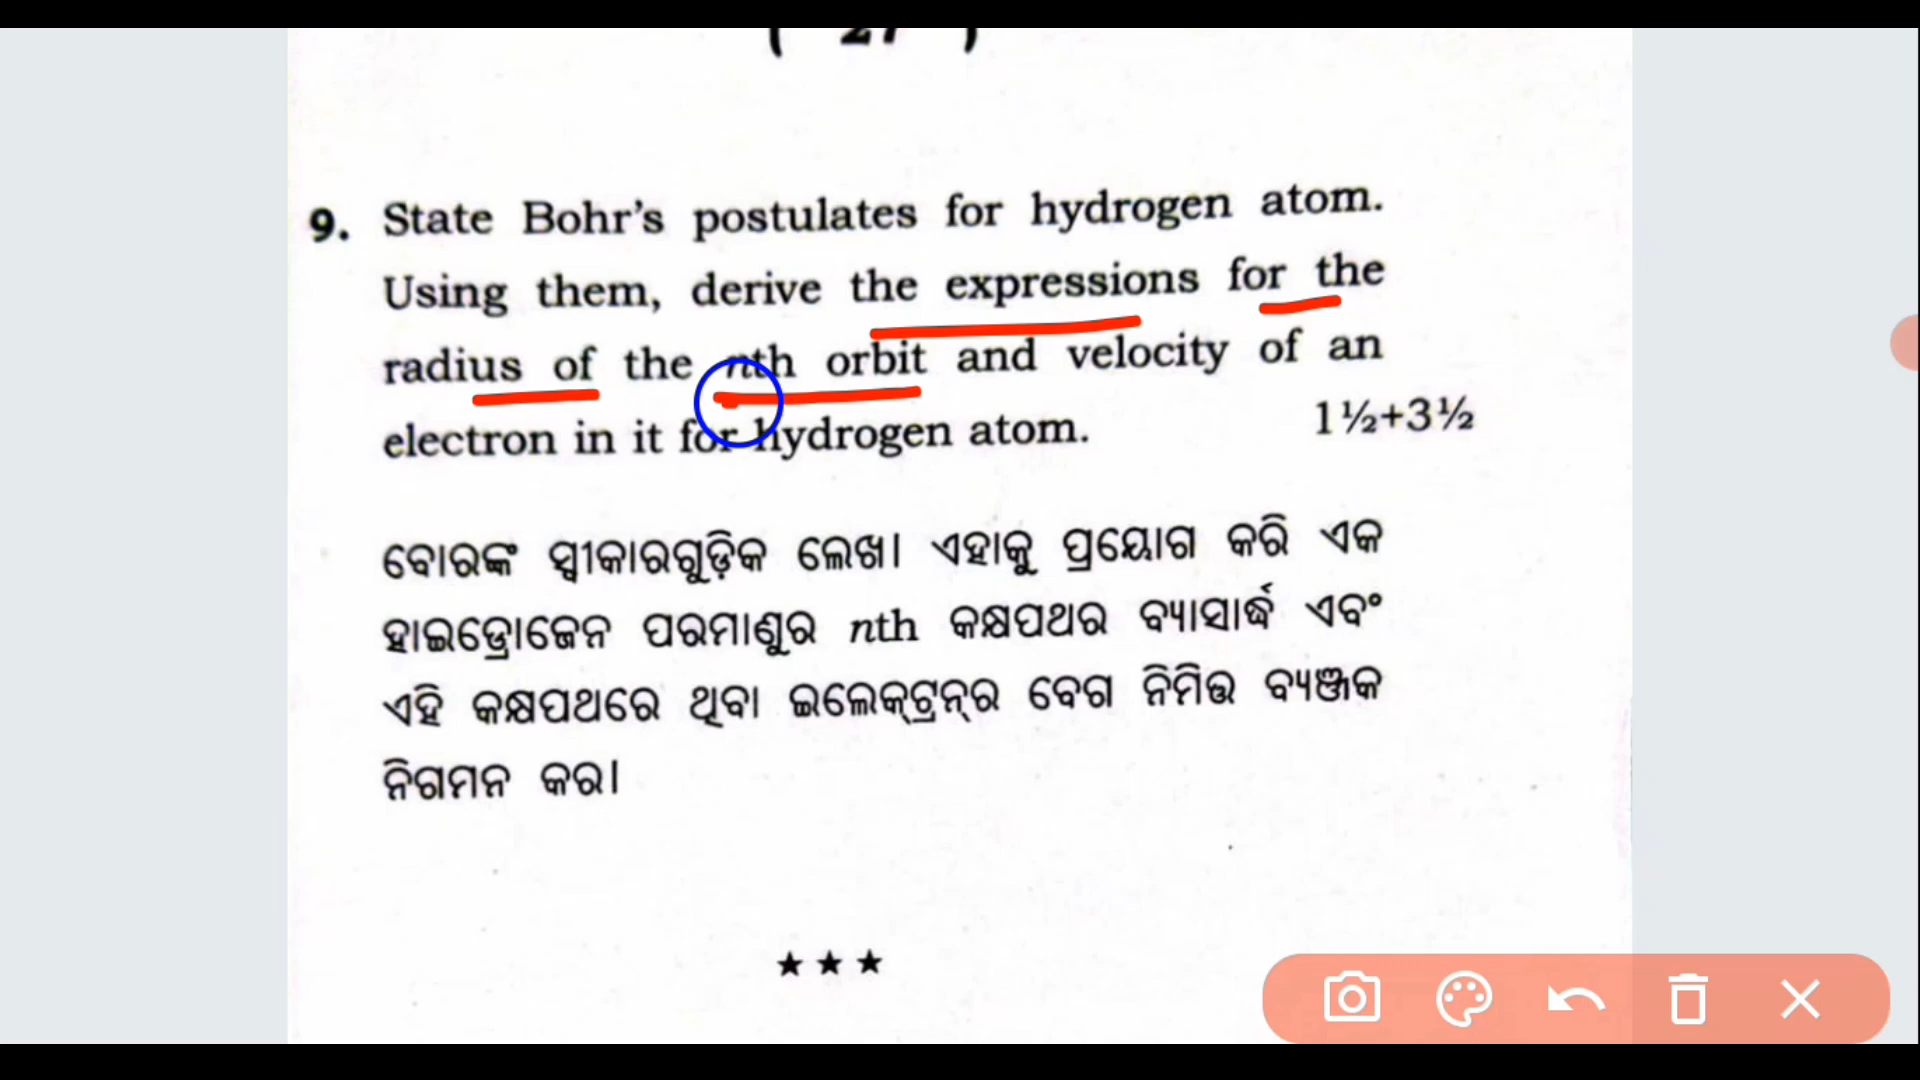 ( 27 )
9. State Bohr's postulates for hydrogen atom.
Using them, derive the expressions for the
radius of the nth orbit and velocity of an
electron in it for hydrogen atom. 1½+3½
ବୋରଙ୍କ ସ୍ୱୀକାରଗୁଡ଼ିକ ଲେଖ। ଏହାକୁ ପ୍ରୟୋଗ କରି ଏକ
ହାଇଡ୍ରୋଜେନ ପରମାଣୁର nth କକ୍ଷପଥର ବ୍ୟାସାର୍ଦ୍ଧ ଏବଂ
ଏହି କକ୍ଷପଥରେ ଥିବା ଇଲେକ୍‌ଟ୍ରନ୍‌ର ବେଗ ନିମିତ୍ତ ବ୍ୟଞ୍ଜକ
ନିଗମନ କର।
★ ★ ★